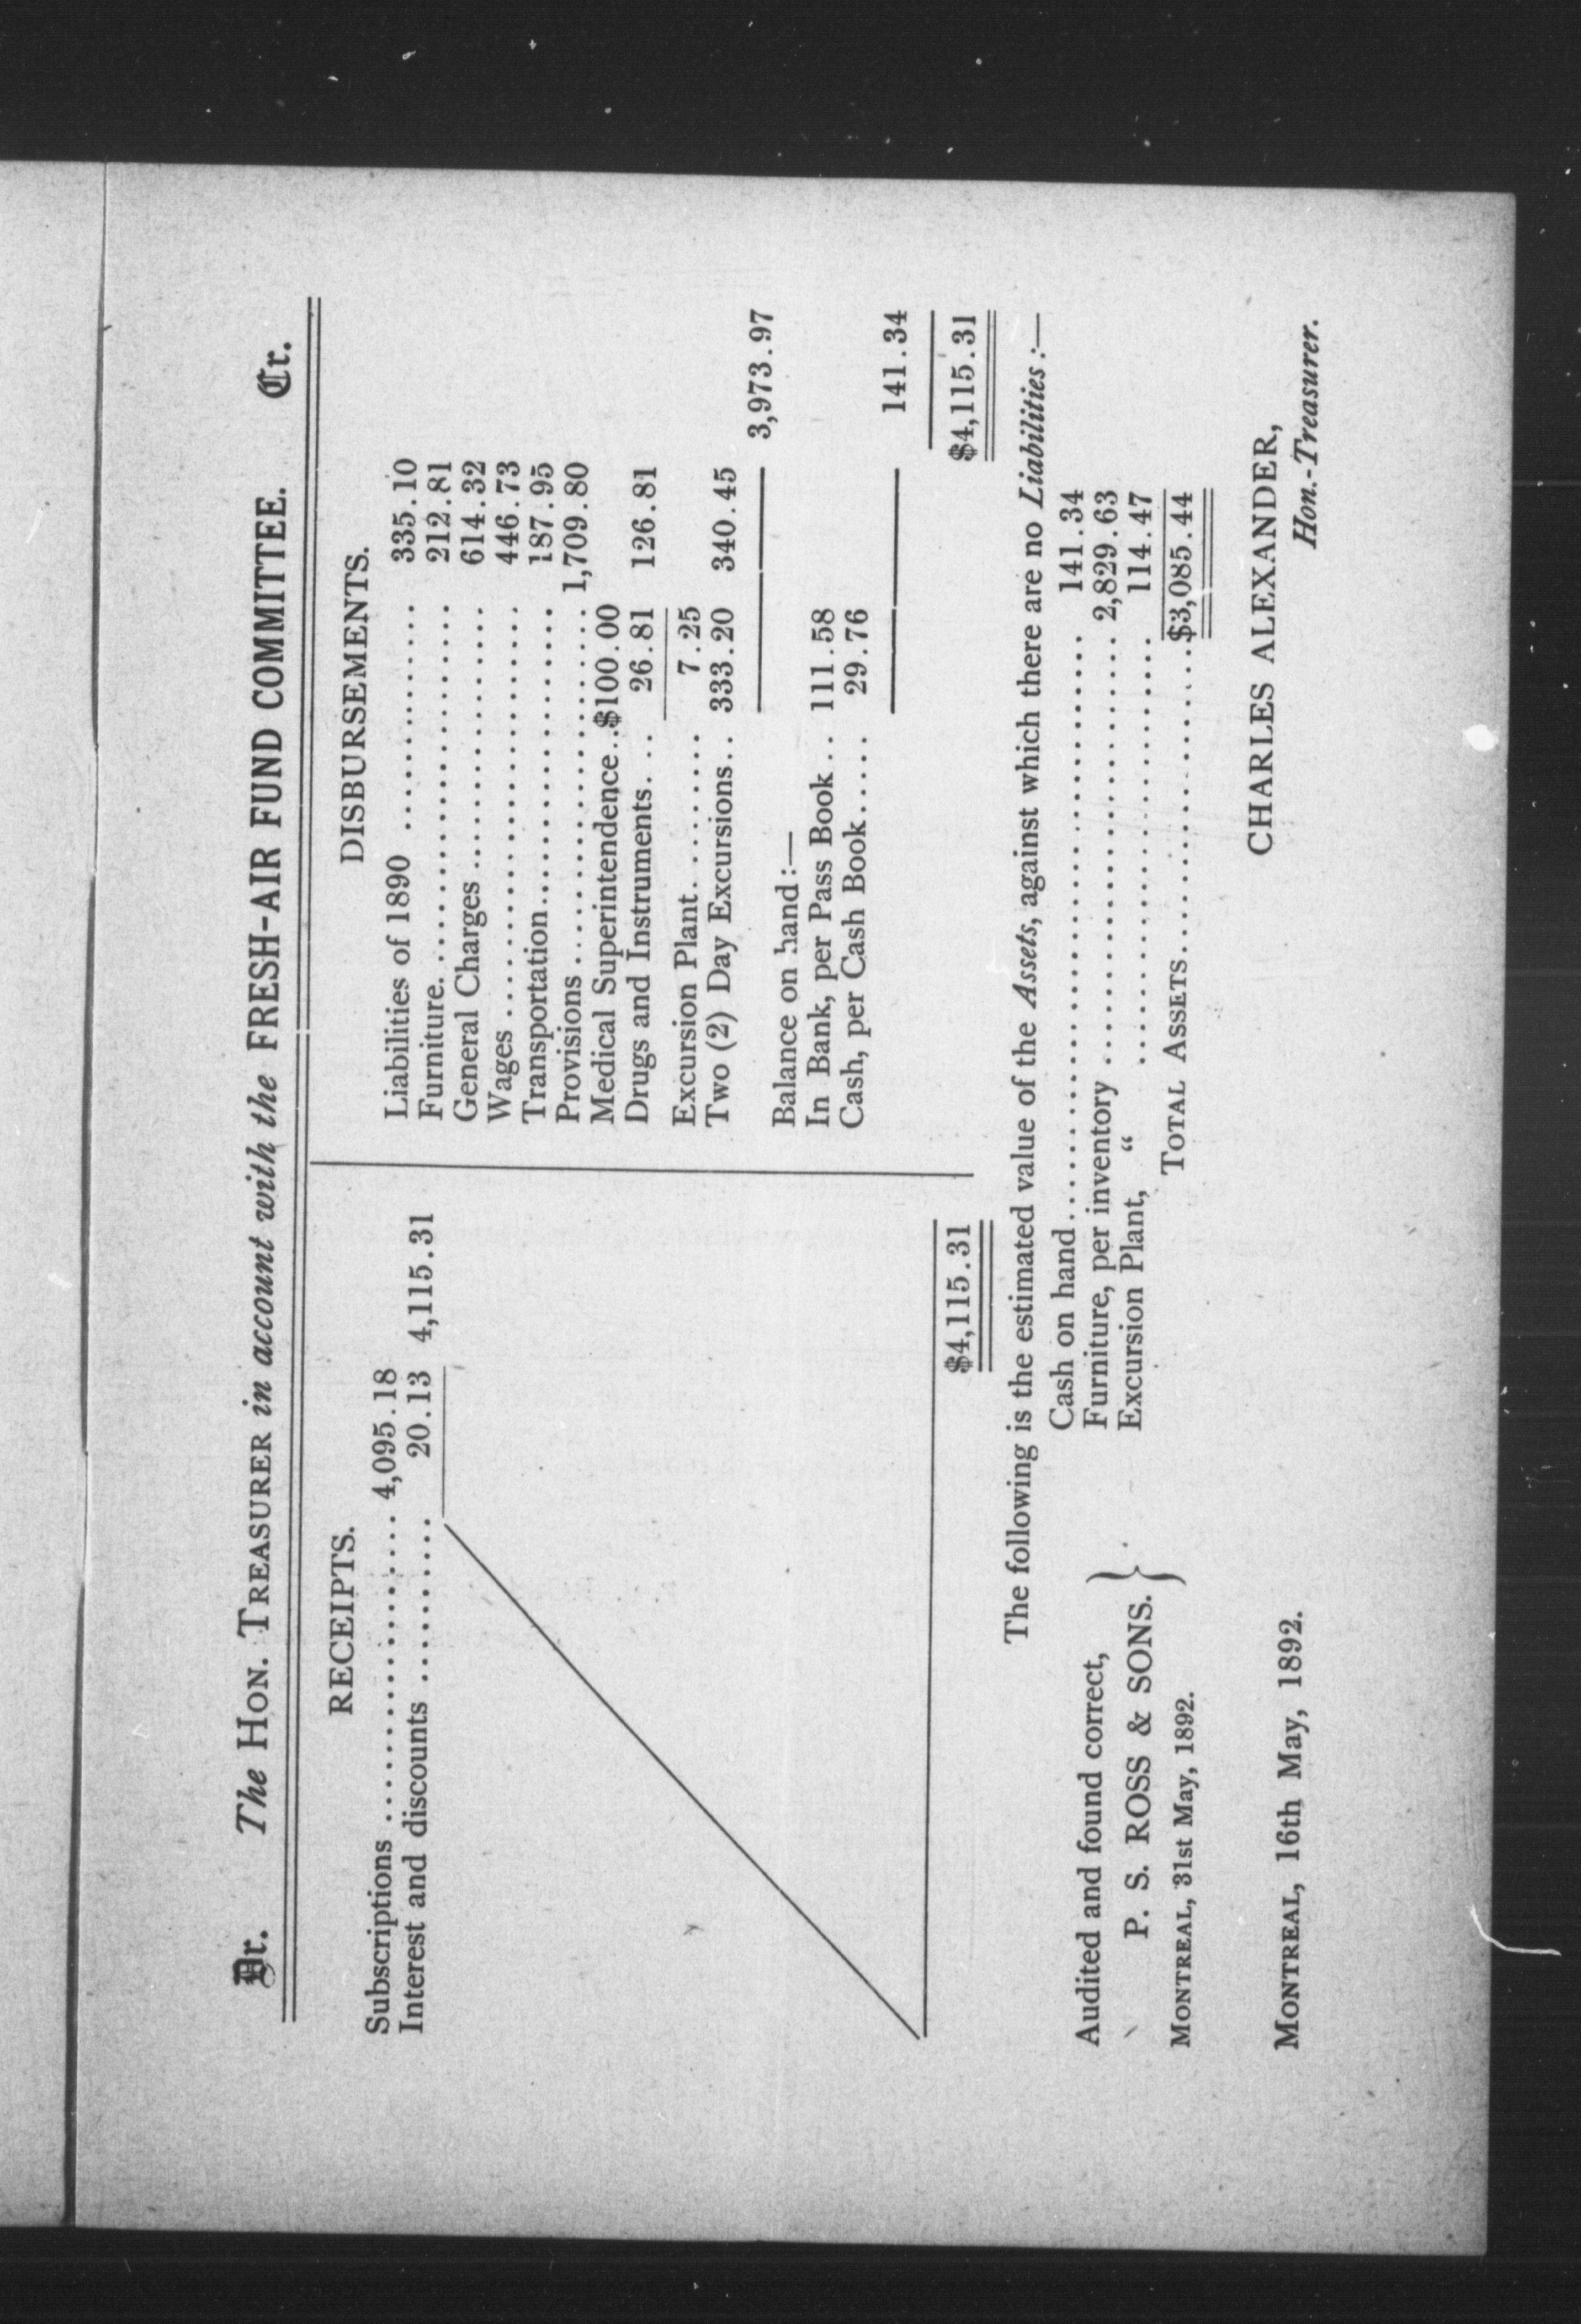 Dr. The HON. TREASURER in account with the FRESH-AIR FUND COMMITTEE. Cr.
RECEIPTS.
Subscriptions .................... 4,095.18
Interest and discounts .......... 20.13 4,115.31
$4,115.31
DISBURSEMENTS.
Liabilities of 1890 .............. 335.10
Furniture..................... 212.81
General Charges ................ 614.32
Wages ..................... 446.73
Transportation.................. 187.95
Provisions ..................... 1,709.80
Medical Superintendence..$100.00
Drugs and Instruments... 26.81 126.81
Excursion Plant......... 7.25
Two (2) Day Excursions... 333.20 340.45
3,973.97
Balance on hand:—
In Bank, per Pass Book .. 111.58
Cash, per Cash Book..... 29.76
141.34
$4,115.31
The following is the estimated value of the Assets, against which there are no Liabilities :—
Cash on hand.................................... 141.34
Furniture, per inventory ........................ 2,829.63
Excursion Plant, “ ........................ 114.47
TOTAL ASSETS....................$3,085.44
Audited and found correct,
P. S. ROSS & SONS. }
MONTREAL, 31st May, 1892.
CHARLES ALEXANDER,
Hon.-Treasurer.
MONTREAL, 16th May, 1892.